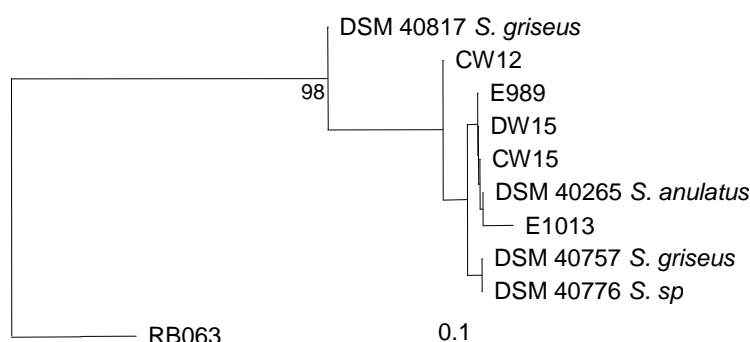 DSM 40817 S. griseus
CW12
98
E989
DW15
CW15
DSM 40265 S. anulatus
E1013
DSM 40757 S. griseus
DSM 40776 S. sp
RB063
0.1